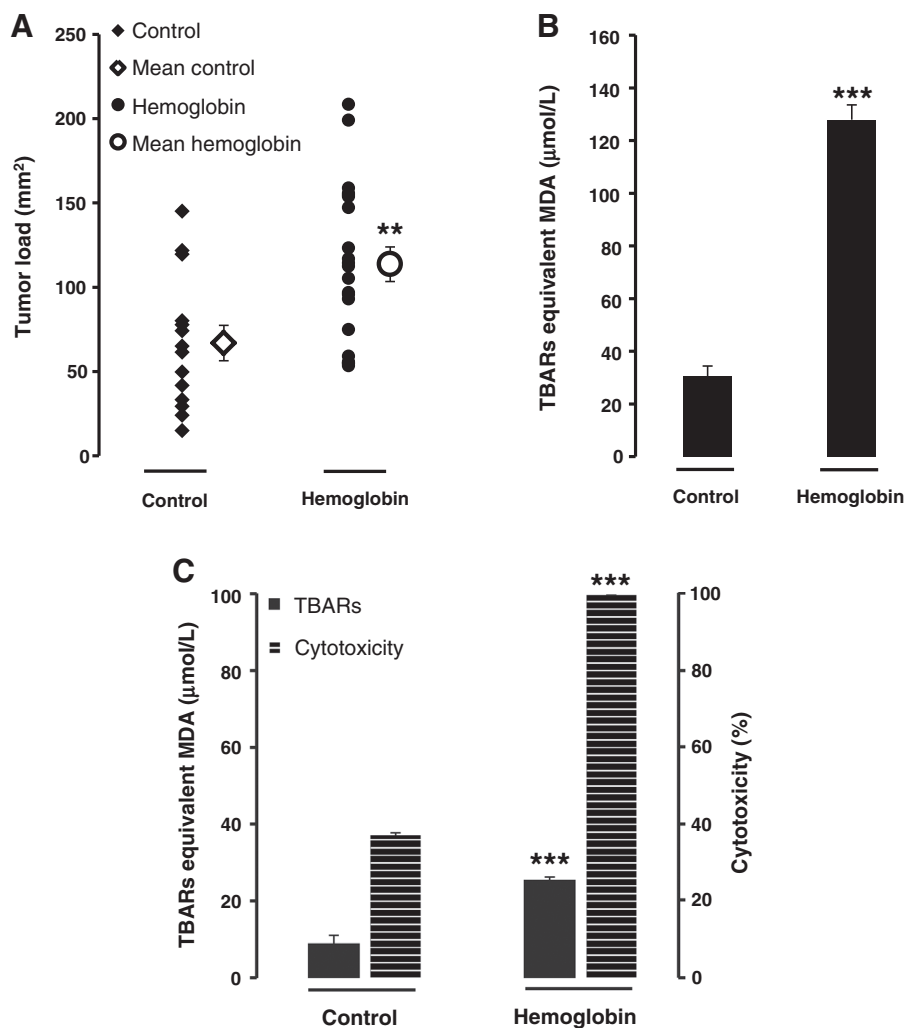 A
Tumor load (mm²)
250
200
150
100
50
0
Control
Mean control
Hemoglobin
Mean hemoglobin
**
Control
Hemoglobin
B
TBARs equivalent MDA (μmol/L)
160
140
120
100
80
60
40
20
0
***
Control
Hemoglobin
C
TBARs equivalent MDA (μmol/L)
100
80
60
40
20
0
TBARs
Cytotoxicity
***
***
100
80
60
40
20
0
Cytotoxicity (%)
Control
Hemoglobin